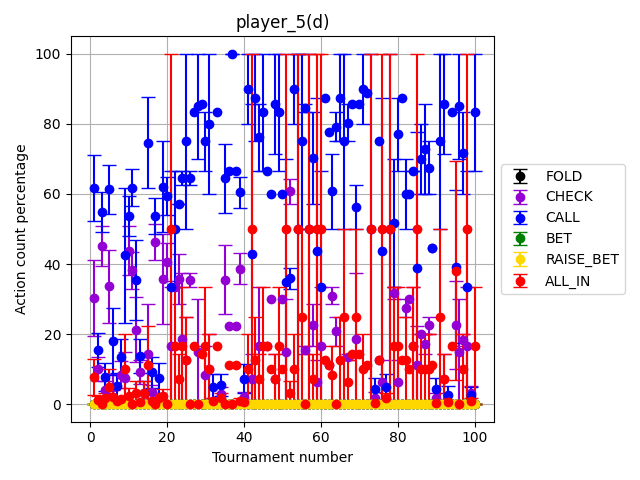 player_5(d)
Action count percentage
100
80
60
40
20
0
0
20
40
60
80
100
Tournament number
FOLD
CHECK
CALL
BET
RAISE_BET
ALL_IN